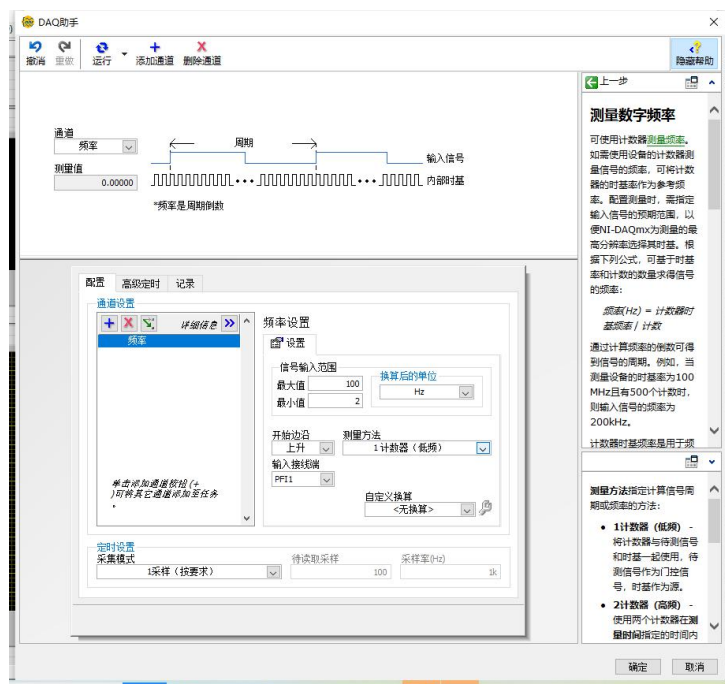 DAQ助手
撤消 重做 运行 添加通道 删除通道 隐藏帮助
通道
频率
测量值
0.00000
周期
输入信号
内部时基
*频率是周期倒数
配置 高级定时 记录
通道设置
详细信息
频率
单击添加通道按钮(+
)可将其它通道添加至任务
。
频率设置
设置
信号输入范围
最大值 100
最小值 2
换算后的单位
Hz
开始边沿 测量方法
上升 1计数器（低频）
输入接线端
PFI1
自定义换算
<无换算>
定时设置
采集模式 待读取采样 采样率(Hz)
1采样（按要求） 100 1k
上一步
测量数字频率
可使用计数器测量频率。
如需使用设备的计数器测
量信号的频率，可将计数
器的时基率作为参考频
率。配置测量时，需指定
输入信号的预期范围，以
便NI-DAQmx为测量的最
高分辨率选择其时基。根
据下列公式，可基于时基
率和计数的数量求得信号
的频率：
频率(Hz) = 计数器时
基频率 / 计数
通过计算频率的倒数可得
到信号的周期。例如，当
测量设备的时基率为100
MHz且有500个计数时，
则输入信号的频率为
200kHz。
计数器时基频率是用于频
测量方法指定计算信号周
期或频率的方法：
• 1计数器（低频） -
将计数器与待测信号
和时基一起使用，待
测信号作为门控信
号，时基作为源。
• 2计数器（高频） -
使用两个计数器在测
量时间指定的时间内
确定 取消